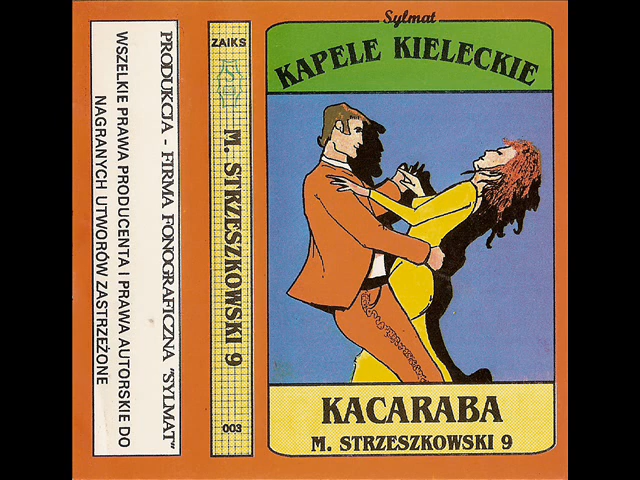 PRODUKCJA - FIRMA FONOGRAFICZNA "SYLMAT"
WSZELKIE PRAWA PRODUCENTA I PRAWA AUTORSKIE DO
NAGRANYCH UTWORÓW ZASTRZEŻONE
ZAIKS
M. STRZESZKOWSKI 9
003
Sylmat
KAPELE KIELECKIE
KACARABA
M. STRZESZKOWSKI 9